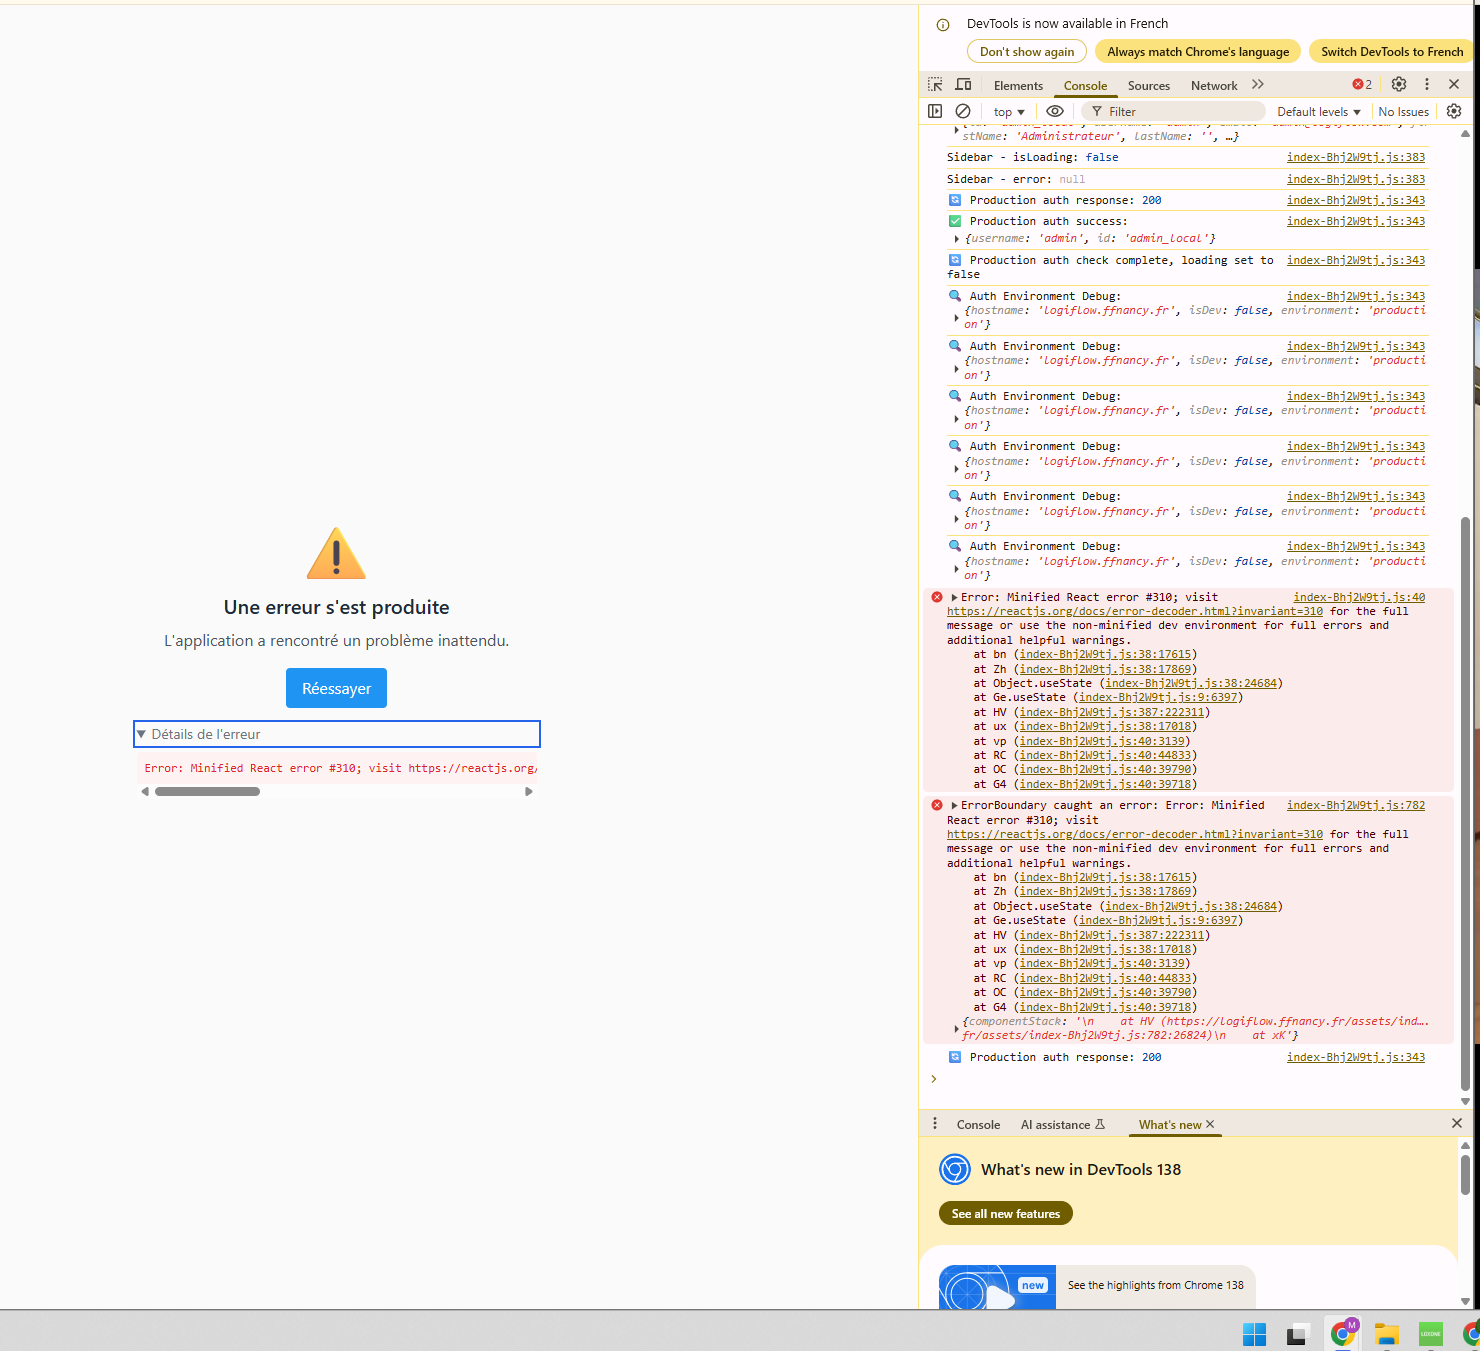 Une erreur s'est produite
L'application a rencontré un problème inattendu.
Réessayer
▼ Détails de l'erreur
Error: Minified React error #310; visit https://reactjs.org/
DevTools is now available in French
Don't show again
Always match Chrome's language
Switch DevTools to French
Elements Console Sources Network 2
top Filter Default levels No Issues
stName: 'Administrateur', lastName: '', …}
Sidebar - isLoading: false index-Bhj2W9tj.js:383
Sidebar - error: null index-Bhj2W9tj.js:383
Production auth response: 200 index-Bhj2W9tj.js:343
Production auth success: index-Bhj2W9tj.js:343
{username: 'admin', id: 'admin_local'}
Production auth check complete, loading set to index-Bhj2W9tj.js:343
false
Auth Environment Debug: index-Bhj2W9tj.js:343
{hostname: 'logiflow.ffnancy.fr', isDev: false, environment: 'producti
on'}
Auth Environment Debug: index-Bhj2W9tj.js:343
{hostname: 'logiflow.ffnancy.fr', isDev: false, environment: 'producti
on'}
Auth Environment Debug: index-Bhj2W9tj.js:343
{hostname: 'logiflow.ffnancy.fr', isDev: false, environment: 'producti
on'}
Auth Environment Debug: index-Bhj2W9tj.js:343
{hostname: 'logiflow.ffnancy.fr', isDev: false, environment: 'producti
on'}
Auth Environment Debug: index-Bhj2W9tj.js:343
{hostname: 'logiflow.ffnancy.fr', isDev: false, environment: 'producti
on'}
Auth Environment Debug: index-Bhj2W9tj.js:343
{hostname: 'logiflow.ffnancy.fr', isDev: false, environment: 'producti
on'}
Error: Minified React error #310; visit index-Bhj2W9tj.js:40
https://reactjs.org/docs/error-decoder.html?invariant=310 for the full
message or use the non-minified dev environment for full errors and
additional helpful warnings.
at bn (index-Bhj2W9tj.js:38:17615)
at Zh (index-Bhj2W9tj.js:38:17869)
at Object.useState (index-Bhj2W9tj.js:38:24684)
at Ge.useState (index-Bhj2W9tj.js:9:6397)
at HV (index-Bhj2W9tj.js:387:222311)
at ux (index-Bhj2W9tj.js:38:17018)
at vp (index-Bhj2W9tj.js:40:3139)
at RC (index-Bhj2W9tj.js:40:44833)
at OC (index-Bhj2W9tj.js:40:39790)
at G4 (index-Bhj2W9tj.js:40:39718)
ErrorBoundary caught an error: Error: Minified index-Bhj2W9tj.js:782
React error #310; visit
https://reactjs.org/docs/error-decoder.html?invariant=310 for the full
message or use the non-minified dev environment for full errors and
additional helpful warnings.
at bn (index-Bhj2W9tj.js:38:17615)
at Zh (index-Bhj2W9tj.js:38:17869)
at Object.useState (index-Bhj2W9tj.js:38:24684)
at Ge.useState (index-Bhj2W9tj.js:9:6397)
at HV (index-Bhj2W9tj.js:387:222311)
at ux (index-Bhj2W9tj.js:38:17018)
at vp (index-Bhj2W9tj.js:40:3139)
at RC (index-Bhj2W9tj.js:40:44833)
at OC (index-Bhj2W9tj.js:40:39790)
at G4 (index-Bhj2W9tj.js:40:39718)
{componentStack: '\n    at HV (https://logiflow.ffnancy.fr/assets/ind….
fr/assets/index-Bhj2W9tj.js:782:26824)\n    at xK'}
Production auth response: 200 index-Bhj2W9tj.js:343
Console AI assistance What's new
What's new in DevTools 138
See all new features
new
See the highlights from Chrome 138
M
LOXONE